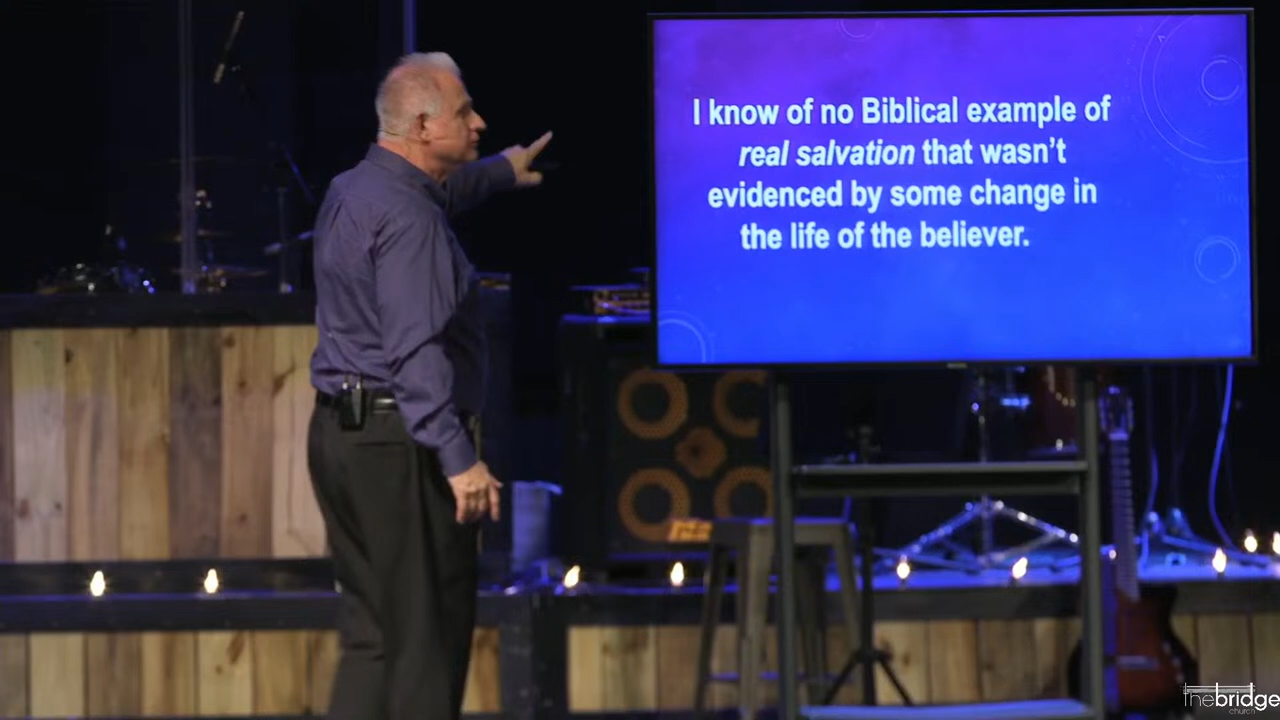 I know of no Biblical example of
real salvation that wasn't
evidenced by some change in
the life of the believer.
thebridge
church